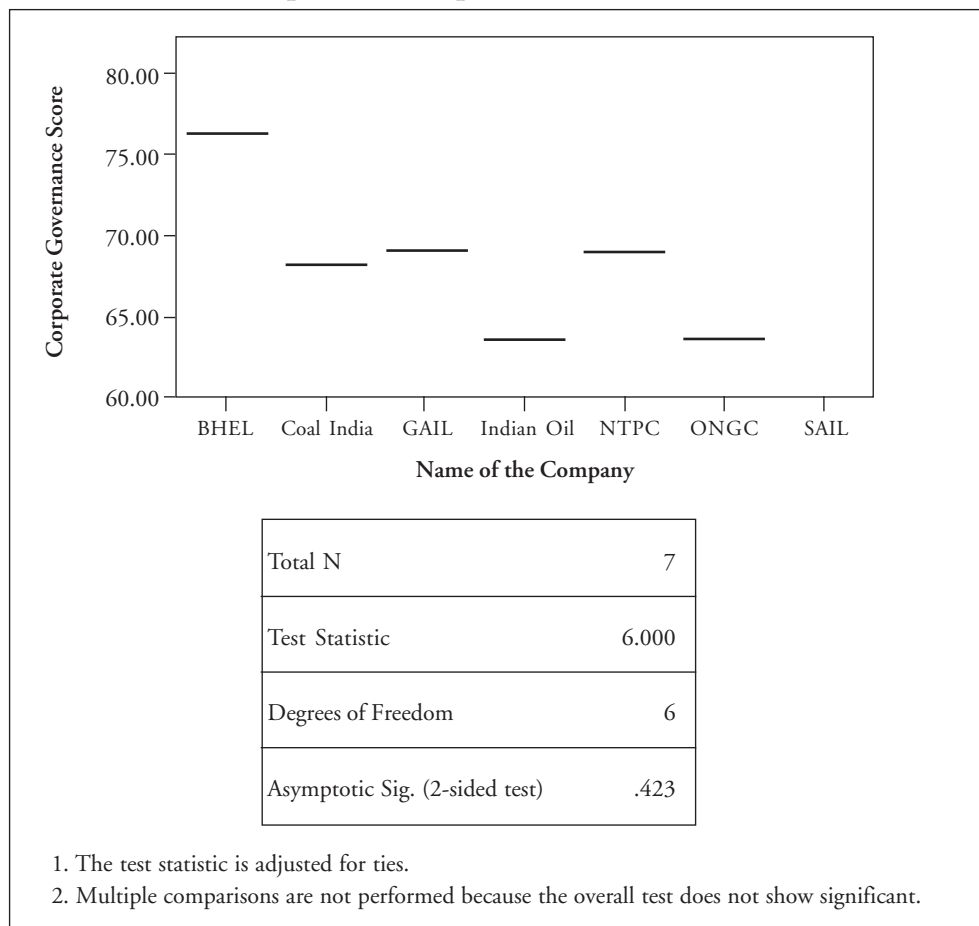 80.00
75.00
70.00
65.00
60.00
Corporate Governance Score
BHEL Coal India GAIL Indian Oil NTPC ONGC SAIL
Name of the Company
Total N 7
Test Statistic 6.000
Degrees of Freedom 6
Asymptotic Sig. (2-sided test) .423
1. The test statistic is adjusted for ties.
2. Multiple comparisons are not performed because the overall test does not show significant.